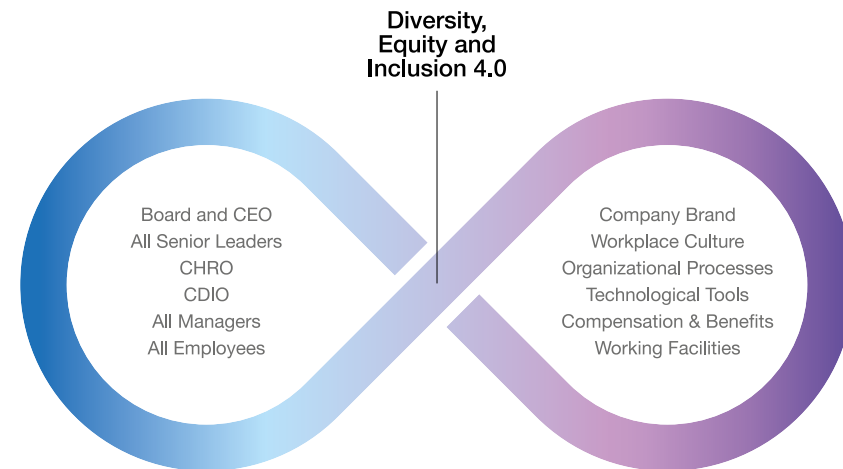 Diversity,
Equity and
Inclusion 4.0
Board and CEO
All Senior Leaders
CHRO
CDIO
All Managers
All Employees
Company Brand
Workplace Culture
Organizational Processes
Technological Tools
Compensation & Benefits
Working Facilities